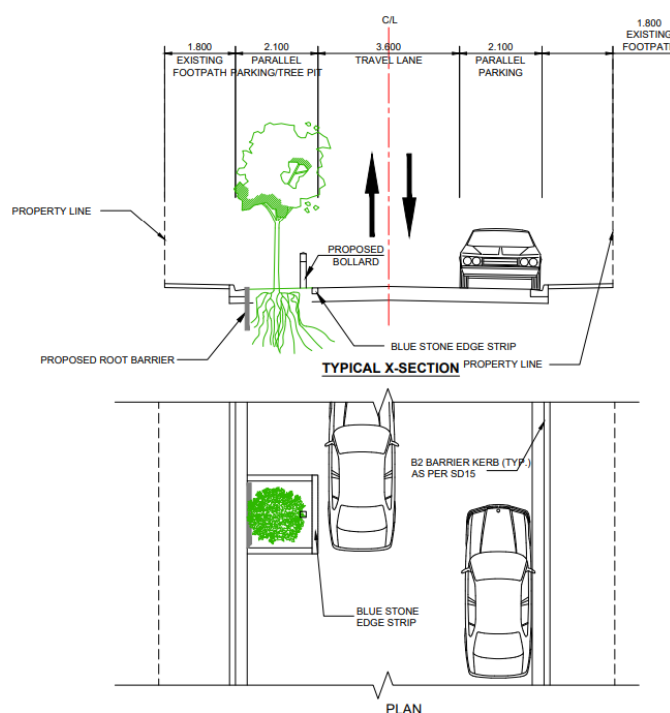 C/L
1.800
EXISTING
FOOTPATH
2.100
PARALLEL
PARKING/TREE PIT
3.600
TRAVEL LANE
2.100
PARALLEL
PARKING
1.800
EXISTING
FOOTPATH
PROPERTY LINE
PROPOSED
BOLLARD
PROPOSED ROOT BARRIER
BLUE STONE EDGE STRIP
TYPICAL X-SECTION
PROPERTY LINE
B2 BARRIER KERB (TYP.)
AS PER SD15
BLUE STONE
EDGE STRIP
PLAN